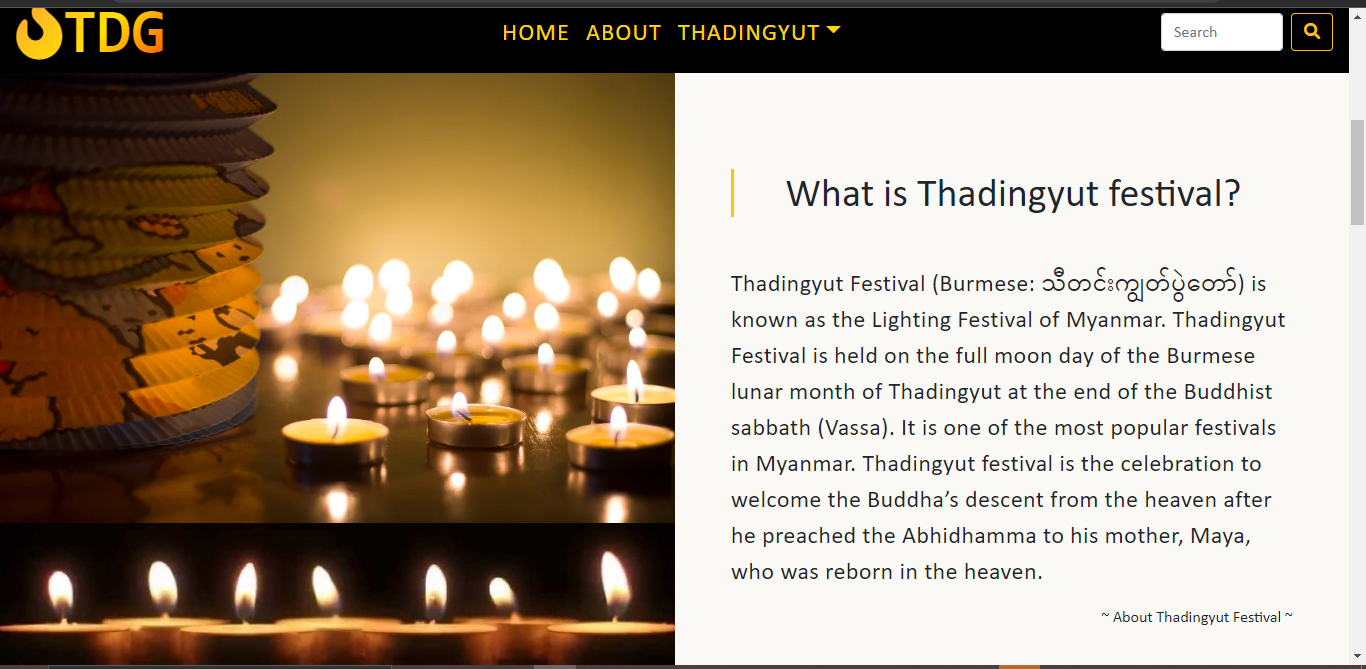 TDG
HOME ABOUT THADINGYUT
Search
What is Thadingyut festival?
Thadingyut Festival (Burmese: သီတင်းကျွတ်ပွဲတော်) is
known as the Lighting Festival of Myanmar. Thadingyut
Festival is held on the full moon day of the Burmese
lunar month of Thadingyut at the end of the Buddhist
sabbath (Vassa). It is one of the most popular festivals
in Myanmar. Thadingyut festival is the celebration to
welcome the Buddha’s descent from the heaven after
he preached the Abhidhamma to his mother, Maya,
who was reborn in the heaven.
~ About Thadingyut Festival ~